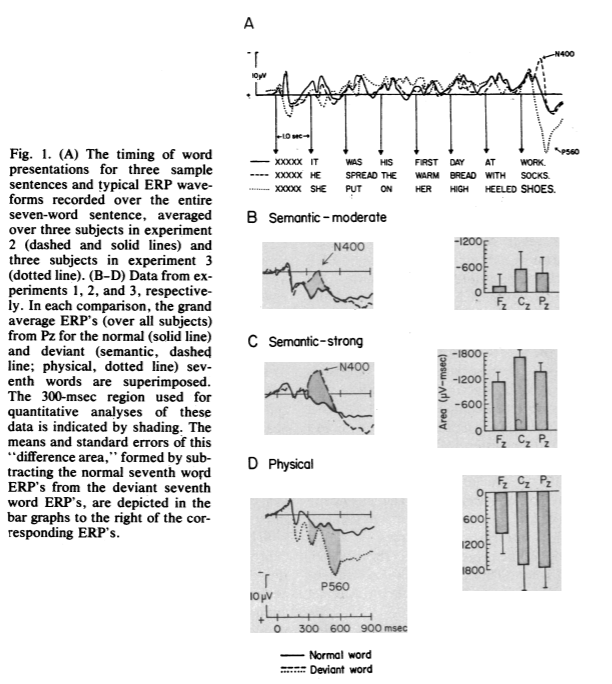 A
N400
10μV
+
1.0 sec
P560
XXXXX IT WAS HIS FIRST DAY AT WORK.
XXXXX HE SPREAD THE WARM BREAD WITH SOCKS.
XXXXX SHE PUT ON HER HIGH HEELED SHOES.
Fig. 1. (A) The timing of word
presentations for three sample
sentences and typical ERP wave-
forms recorded over the entire
seven-word sentence, averaged
over three subjects in experiment
2 (dashed and solid lines) and
three subjects in experiment 3
(dotted line). (B–D) Data from ex-
periments 1, 2, and 3, respective-
ly. In each comparison, the grand
average ERP's (over all subjects)
from Pz for the normal (solid line)
and deviant (semantic, dashed
line; physical, dotted line) sev-
enth words are superimposed.
The 300-msec region used for
quantitative analyses of these
data is indicated by shading. The
means and standard errors of this
"difference area," formed by sub-
tracting the normal seventh word
ERP's from the deviant seventh
word ERP's, are depicted in the
bar graphs to the right of the cor-
responding ERP's.
B Semantic-moderate
N400
-1200
-600
0
Fz Cz Pz
C Semantic-strong
N400
Area (μV-msec)
-1800
-1200
-600
0
Fz Cz Pz
D Physical
P560
10 μV
+
0 300 600 900 msec
Fz Cz Pz
0
600
1200
1800
Normal word
Deviant word